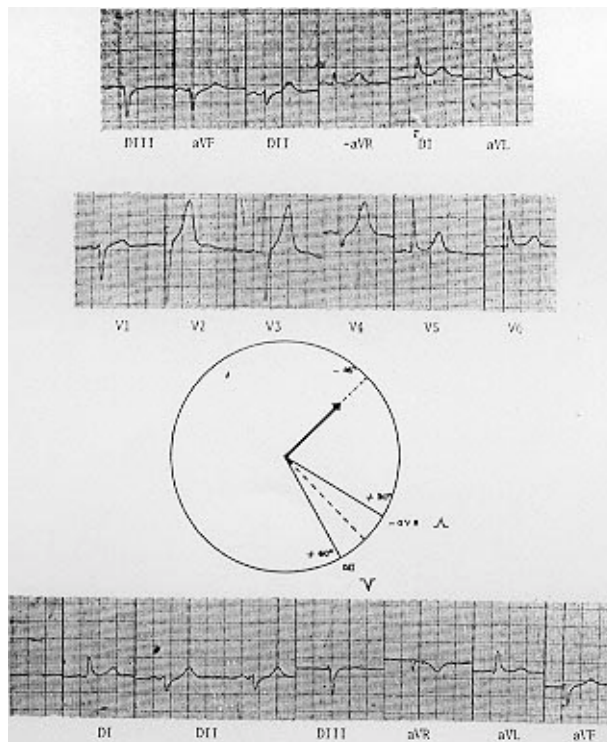 DIII aVF DII -aVR DI aVL
V1 V2 V3 V4 V5 V6
+ 30°
-aVR
+ 60°
DII
DI DII DIII aVR aVL aVF